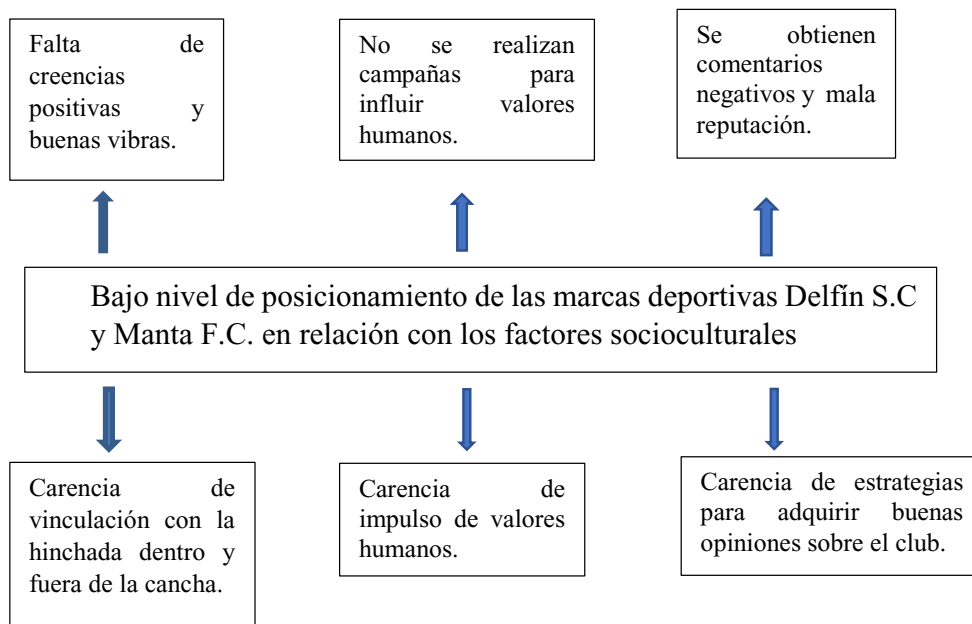 Falta de
creencias
positivas y
buenas vibras.
No se realizan
campañas para
influir valores
humanos.
Se obtienen
comentarios
negativos y mala
reputación.
Bajo nivel de posicionamiento de las marcas deportivas Delfín S.C
y Manta F.C. en relación con los factores socioculturales
Carencia de
vinculación con la
hinchada dentro y
fuera de la cancha.
Carencia de
impulso de valores
humanos.
Carencia de estrategias
para adquirir buenas
opiniones sobre el club.